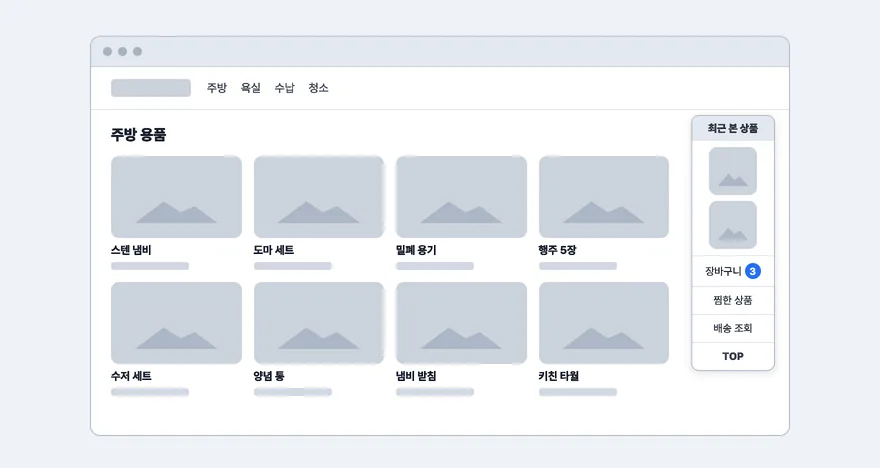 주방 욕실 수납 청소
주방 용품
스텐 냄비 도마 세트 밀폐 용기 행주 5장
수저 세트 양념 통 냄비 받침 키친 타월
최근 본 상품
장바구니 3
찜한 상품
배송 조회
TOP